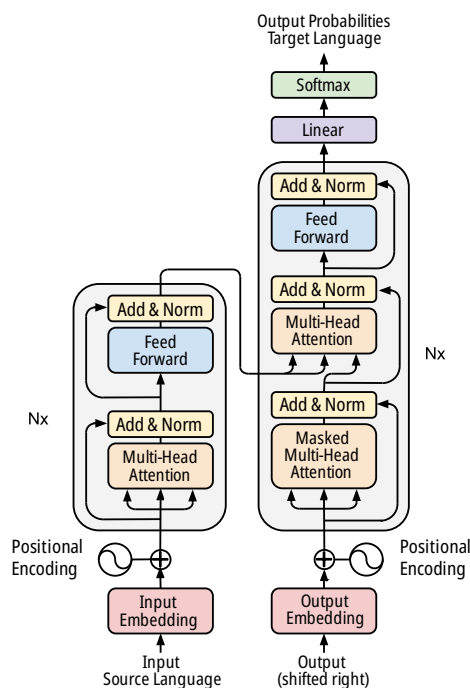 Output Probabilities
Target Language
Softmax
Linear
Add & Norm
Feed
Forward
Add & Norm
Multi-Head
Attention
Nx
Add & Norm
Masked
Multi-Head
Attention
Add & Norm
Feed
Forward
Nx
Add & Norm
Multi-Head
Attention
Positional
Encoding
Positional
Encoding
Input
Embedding
Output
Embedding
Input
Source Language
Output
(shifted right)